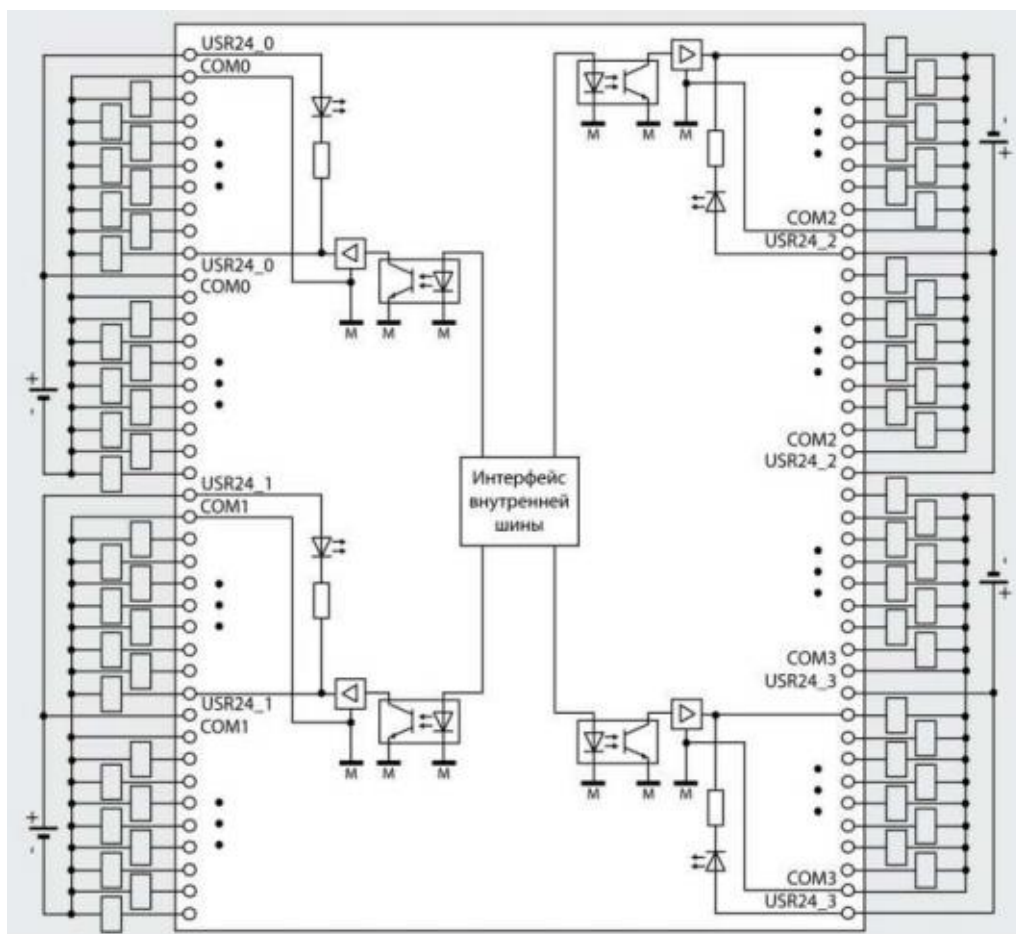 USR24_0
COM0
M
M
M
COM2
USR24_2
USR24_0
COM0
M
M
M
+
-
-
+
COM2
USR24_2
USR24_1
COM1
Интерфейс
внутренней
шины
-
+
COM3
USR24_3
USR24_1
COM1
M
M
M
M
M
M
+
-
COM3
USR24_3